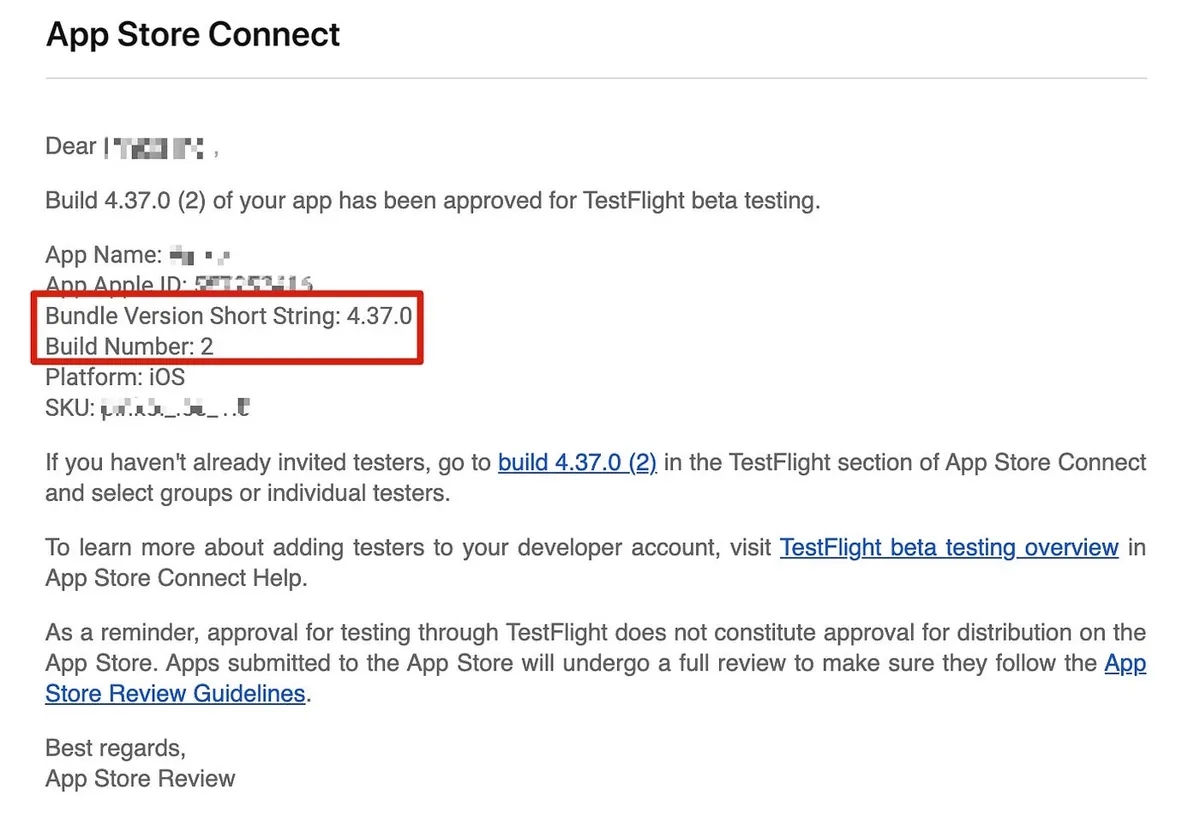 App Store Connect
Dear ,
Build 4.37.0 (2) of your app has been approved for TestFlight beta testing.
App Name:
App Apple ID:
Bundle Version Short String: 4.37.0
Build Number: 2
Platform: iOS
SKU:
If you haven't already invited testers, go to build 4.37.0 (2) in the TestFlight section of App Store Connect
and select groups or individual testers.
To learn more about adding testers to your developer account, visit TestFlight beta testing overview in
App Store Connect Help.
As a reminder, approval for testing through TestFlight does not constitute approval for distribution on the
App Store. Apps submitted to the App Store will undergo a full review to make sure they follow the App
Store Review Guidelines.
Best regards,
App Store Review